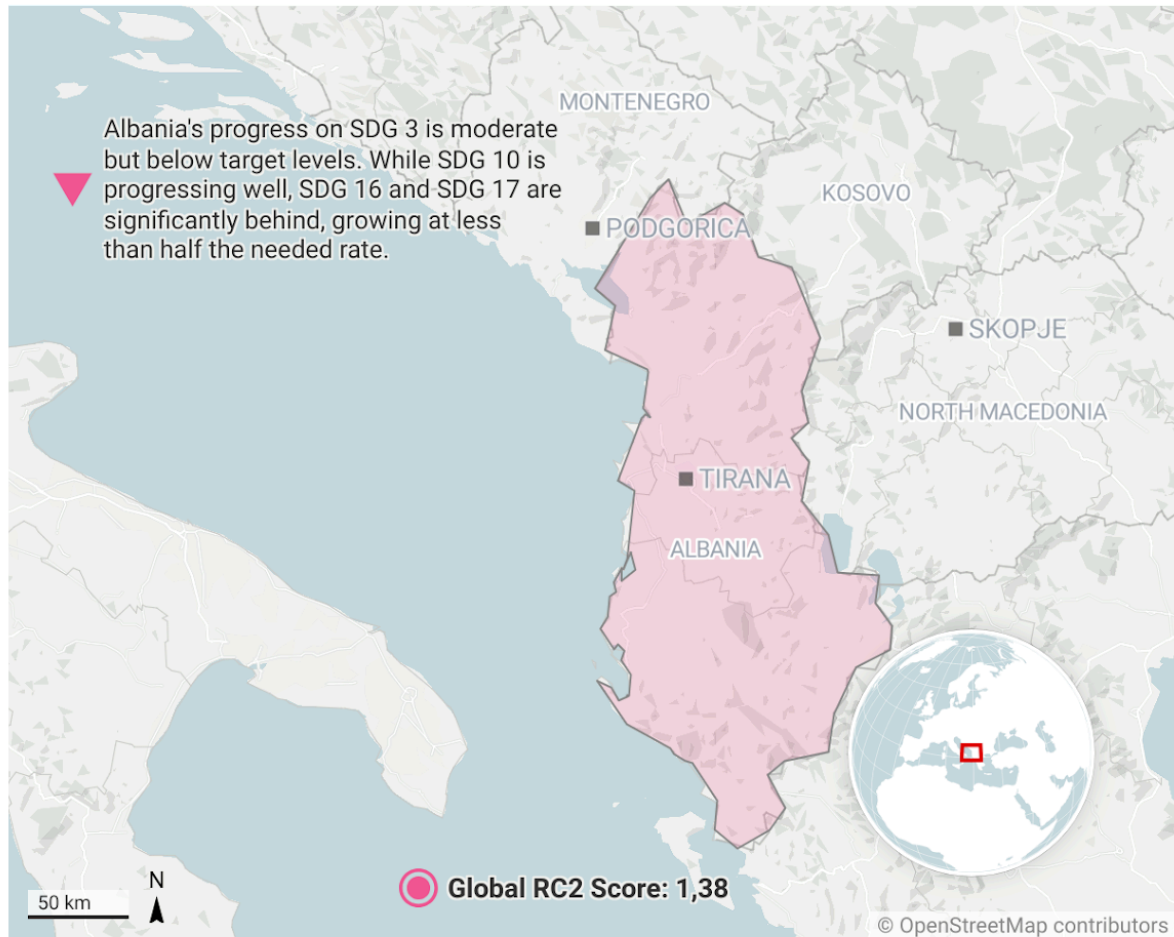 MONTENEGRO
Albania's progress on SDG 3 is moderate
but below target levels. While SDG 10 is
progressing well, SDG 16 and SDG 17 are
significantly behind, growing at less
than half the needed rate.
KOSOVO
PODGORICA
SKOPJE
NORTH MACEDONIA
TIRANA
ALBANIA
50 km
N
Global RC2 Score: 1,38
© OpenStreetMap contributors